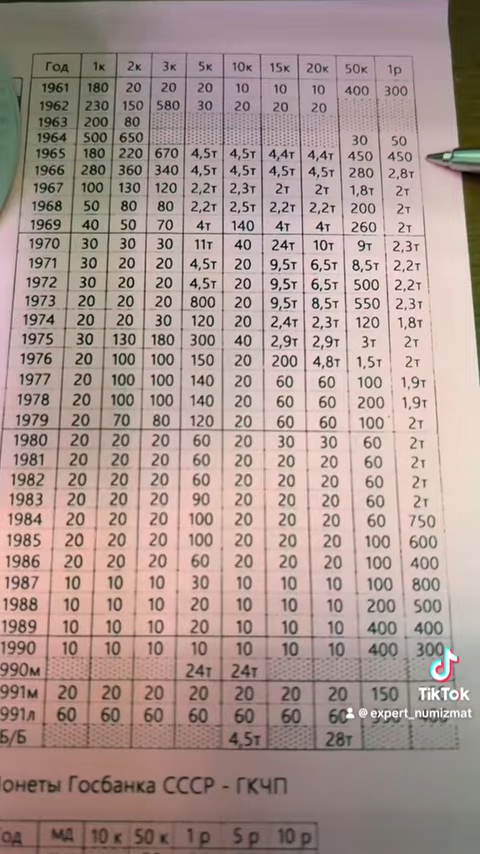 Год 1к 2к 3к 5к 10к 15к 20к 50к 1р
1961 180 20 20 20 10 10 10 400 300
1962 230 150 580 30 20 20 20
1963 200 80
1964 500 650 30 50
1965 180 220 670 4,5т 4,5т 4,4т 4,4т 450 450
1966 280 360 340 4,5т 4,5т 4,5т 4,5т 280 2,8т
1967 100 130 120 2,2т 2,3т 2т 2т 1,8т 2т
1968 50 80 80 2,2т 2,5т 2,2т 2,2т 200 2т
1969 40 50 70 4т 140 4т 4т 260 2т
1970 30 30 30 11т 40 24т 10т 9т 2,3т
1971 30 20 20 4,5т 20 9,5т 6,5т 8,5т 2,2т
1972 30 20 20 4,5т 20 9,5т 6,5т 500 2,2т
1973 20 20 20 800 20 9,5т 8,5т 550 2,3т
1974 20 20 30 120 20 2,4т 2,3т 120 1,8т
1975 30 130 180 300 40 2,9т 2,9т 3т 2т
1976 20 100 100 150 20 200 4,8т 1,5т 2т
1977 20 100 100 140 20 60 60 100 1,9т
1978 20 100 100 140 20 60 60 200 1,9т
1979 20 70 80 120 20 60 60 100 2т
1980 20 20 20 60 20 30 30 60 2т
1981 20 20 20 60 20 20 20 60 2т
1982 20 20 20 60 20 20 20 60 2т
1983 20 20 20 90 20 20 20 60 2т
1984 20 20 20 100 20 20 20 60 750
1985 20 20 20 100 20 20 20 100 600
1986 20 20 20 60 20 20 20 100 400
1987 10 10 10 30 10 10 10 100 800
1988 10 10 10 20 10 10 10 200 500
1989 10 10 10 20 10 10 10 400 400
1990 10 10 10 10 10 10 10 400 300
990м 24т 24т
991м 20 20 20 20 20 20 20 150
991л 60 60 60 60 60 60 60
Б/Б 4,5т 28т
TikTok
@expert_numizmat
онеты Госбанка СССР - ГКЧП
од МД 10 к 50 к 1 р 5 р 10 р